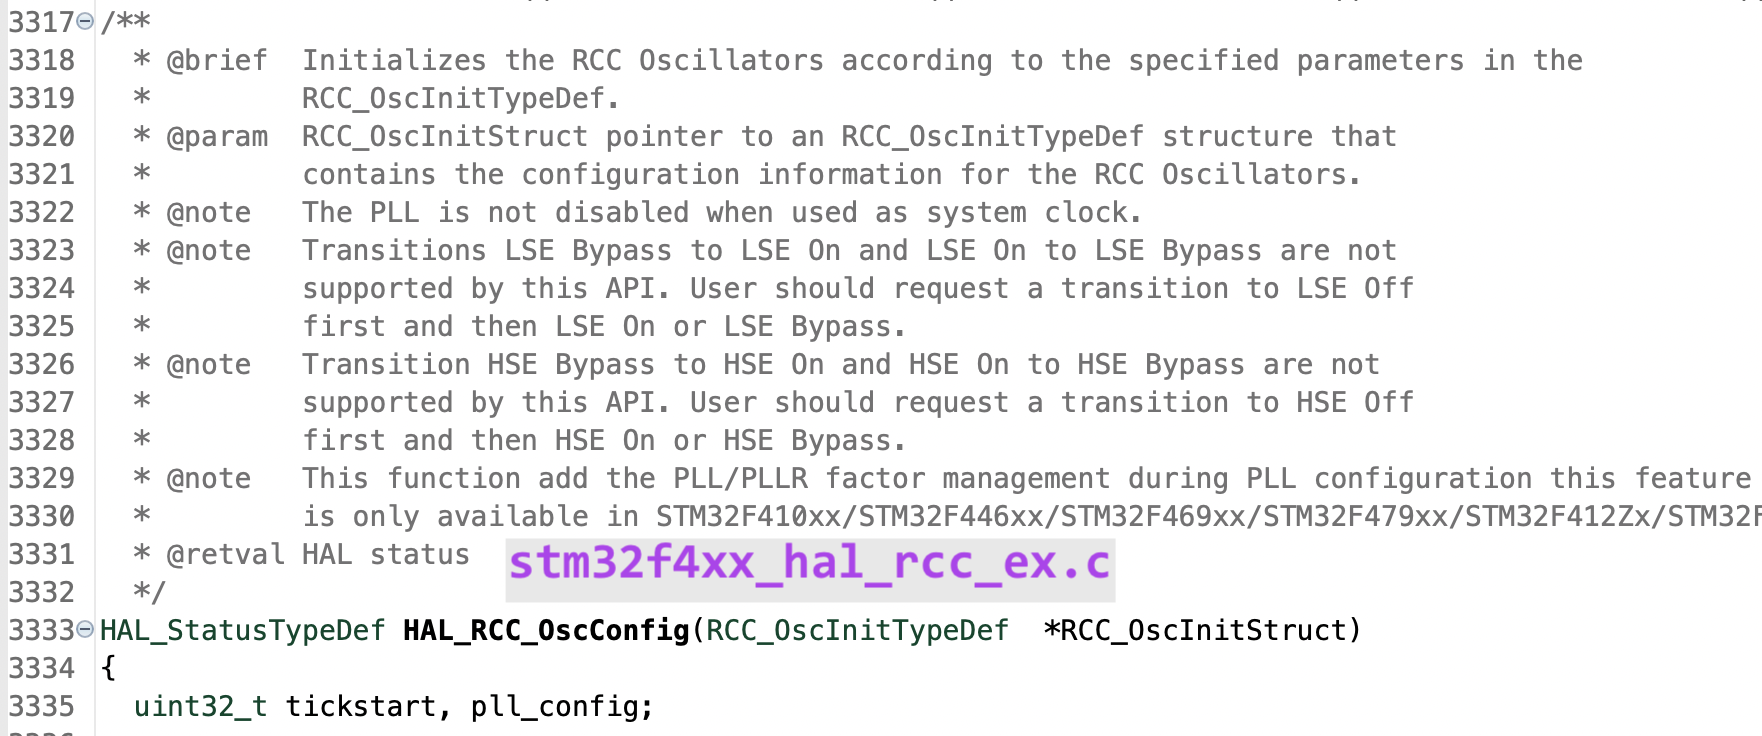 3317 /**
3318 * @brief Initializes the RCC Oscillators according to the specified parameters in the
3319 * RCC_OscInitTypeDef.
3320 * @param RCC_OscInitStruct pointer to an RCC_OscInitTypeDef structure that
3321 * contains the configuration information for the RCC Oscillators.
3322 * @note The PLL is not disabled when used as system clock.
3323 * @note Transitions LSE Bypass to LSE On and LSE On to LSE Bypass are not
3324 * supported by this API. User should request a transition to LSE Off
3325 * first and then LSE On or LSE Bypass.
3326 * @note Transition HSE Bypass to HSE On and HSE On to HSE Bypass are not
3327 * supported by this API. User should request a transition to HSE Off
3328 * first and then HSE On or HSE Bypass.
3329 * @note This function add the PLL/PLLR factor management during PLL configuration this feature
3330 * is only available in STM32F410xx/STM32F446xx/STM32F469xx/STM32F479xx/STM32F412Zx/STM32F
3331 * @retval HAL status
stm32f4xx_hal_rcc_ex.c
3332 */
3333 HAL_StatusTypeDef HAL_RCC_OscConfig(RCC_OscInitTypeDef *RCC_OscInitStruct)
3334 {
3335 uint32_t tickstart, pll_config;